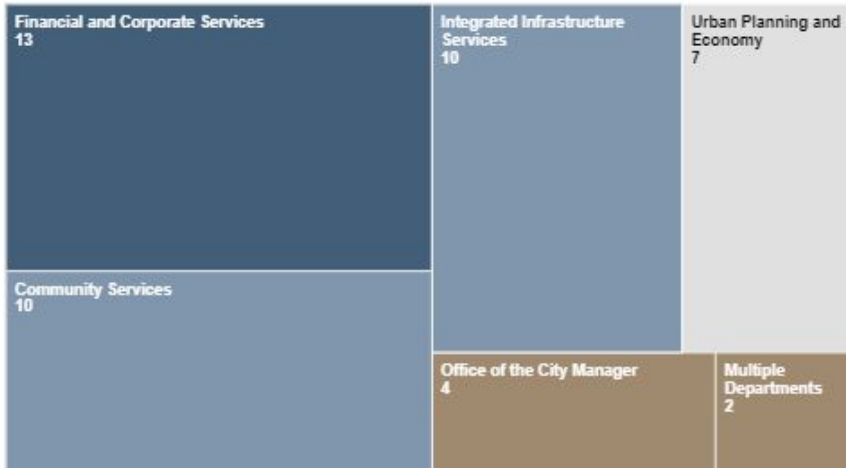 Financial and Corporate Services
13
Community Services
10
Integrated Infrastructure
Services
10
Urban Planning and
Economy
7
Office of the City Manager
4
Multiple
Departments
2